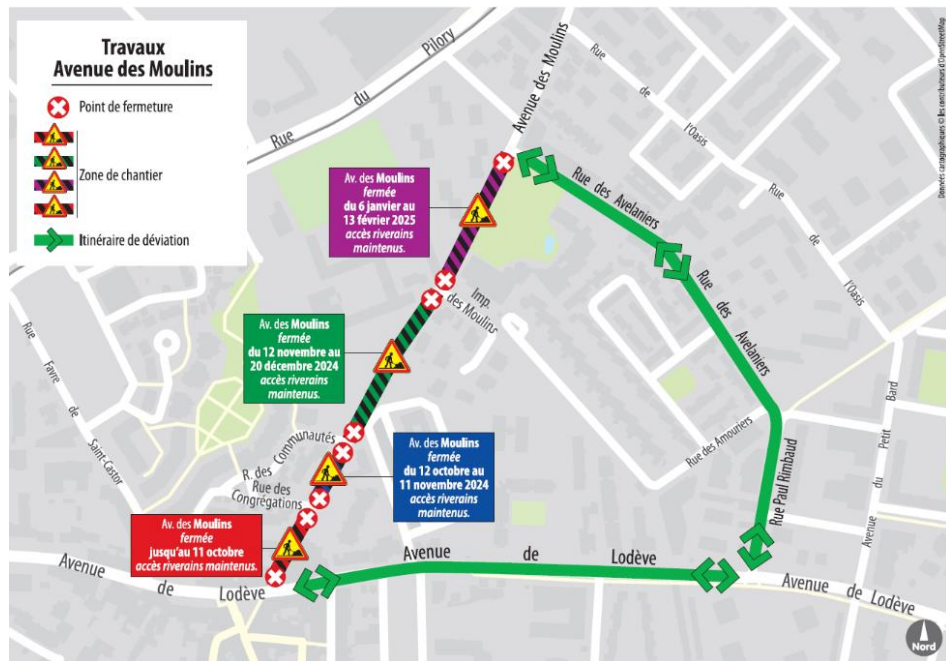 Travaux
Avenue des Moulins
Point de fermeture
Zone de chantier
Itinéraire de déviation
Rue du Pilory
Avenue des Moulins
Rue de l'Oasis
Rue de l'Oasis
Données cartographiques © les contributeurs d'OpenStreetMap
Av. des Moulins
fermée
du 6 janvier au
13 février 2025
accès riverains
maintenus.
Rue des Avelaniers
Rue des Avelaniers
Imp.
des Moulins
Av. des Moulins
fermée
du 12 novembre au
20 décembre 2024
accès riverains
maintenus.
Rue Favre de Saint-Castor
R. des Communautés
Rue des
Congrégations
Av. des Moulins
fermée
du 12 octobre au
11 novembre 2024
accès riverains
maintenus.
Rue des Amouriers
Rue Paul Rimbaud
Avenue du Petit Bard
Av. des Moulins
fermée
jusqu'au 11 octobre
accès riverains maintenus.
Avenue de Lodève
Avenue de Lodève
Avenue de Lodève
Nord